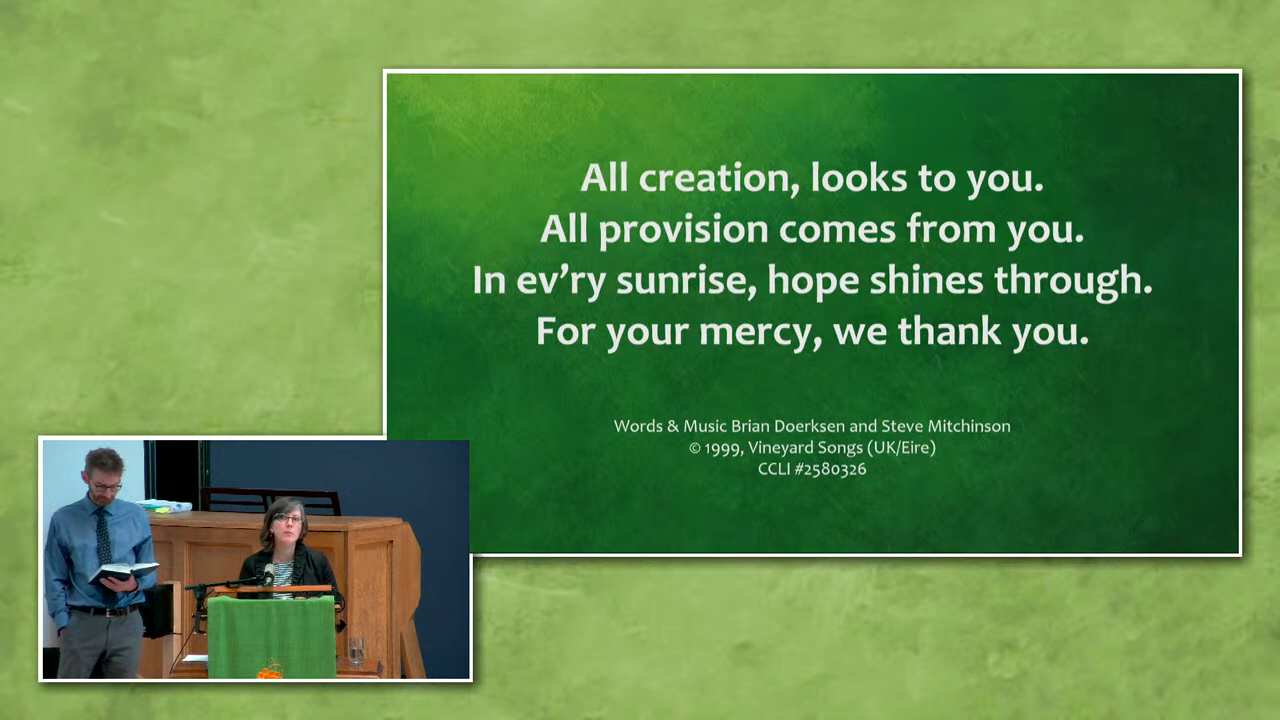 All creation, looks to you.
All provision comes from you.
In ev’ry sunrise, hope shines through.
For your mercy, we thank you.
Words & Music Brian Doerksen and Steve Mitchinson
© 1999, Vineyard Songs (UK/Eire)
CCLI #2580326